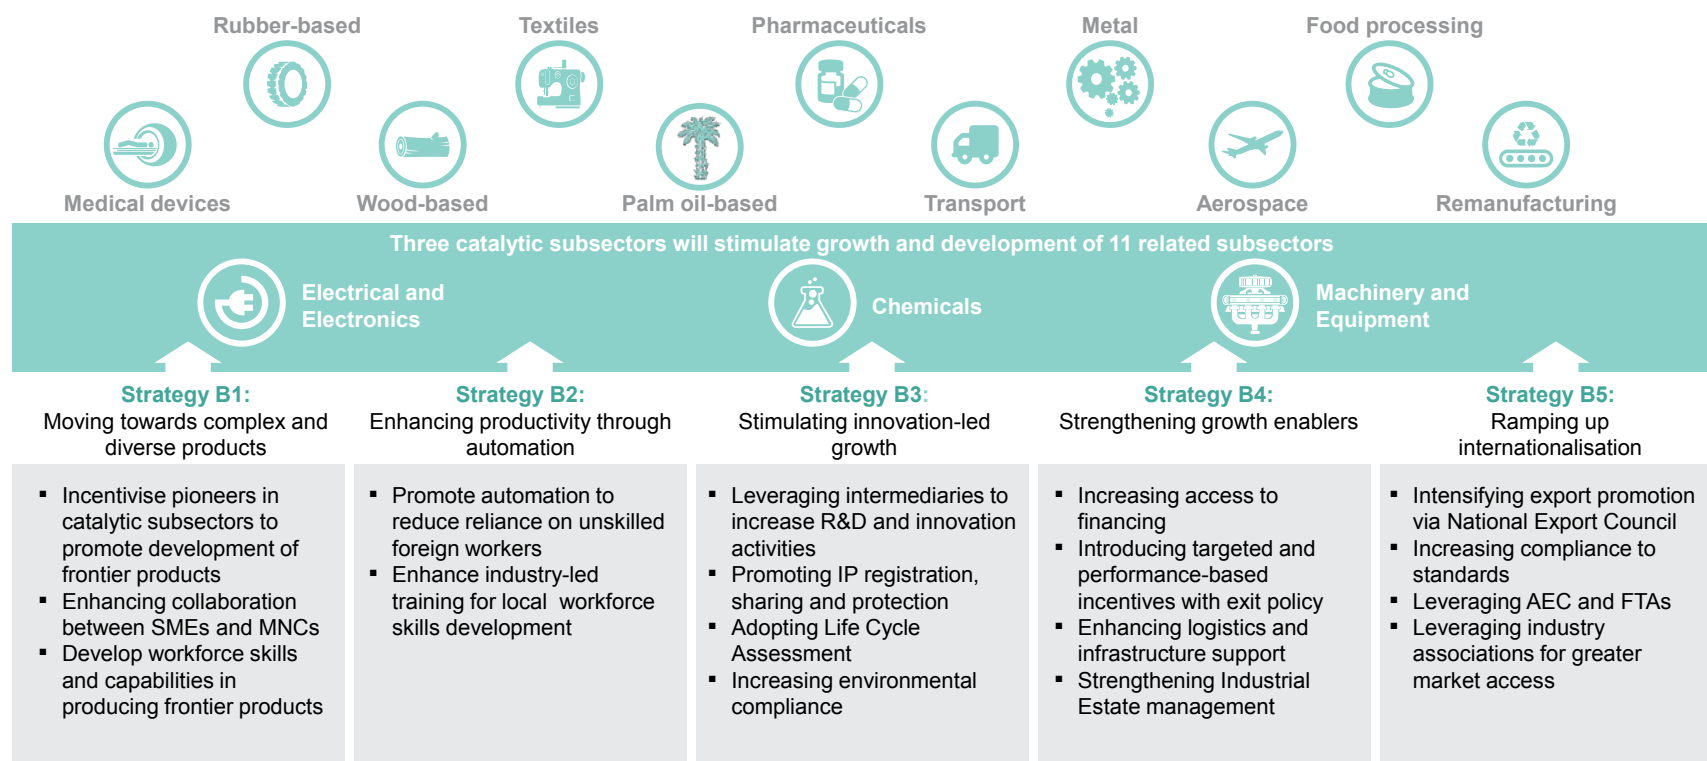 Rubber-based
Textiles
Pharmaceuticals
Metal
Food processing
Medical devices
Wood-based
Palm oil-based
Transport
Aerospace
Remanufacturing
Three catalytic subsectors will stimulate growth and development of 11 related subsectors
Electrical and
Electronics
Chemicals
Machinery and
Equipment
Strategy B1:
Moving towards complex and
diverse products
▪ Incentivise pioneers in
catalytic subsectors to
promote development of
frontier products
▪ Enhancing collaboration
between SMEs and MNCs
▪ Develop workforce skills
and capabilities in
producing frontier products
Strategy B2:
Enhancing productivity through
automation
▪ Promote automation to
reduce reliance on unskilled
foreign workers
▪ Enhance industry-led
training for local workforce
skills development
Strategy B3:
Stimulating innovation-led
growth
▪ Leveraging intermediaries to
increase R&D and innovation
activities
▪ Promoting IP registration,
sharing and protection
▪ Adopting Life Cycle
Assessment
▪ Increasing environmental
compliance
Strategy B4:
Strengthening growth enablers
▪ Increasing access to
financing
▪ Introducing targeted and
performance-based
incentives with exit policy
▪ Enhancing logistics and
infrastructure support
▪ Strengthening Industrial
Estate management
Strategy B5:
Ramping up
internationalisation
▪ Intensifying export promotion
via National Export Council
▪ Increasing compliance to
standards
▪ Leveraging AEC and FTAs
▪ Leveraging industry
associations for greater
market access